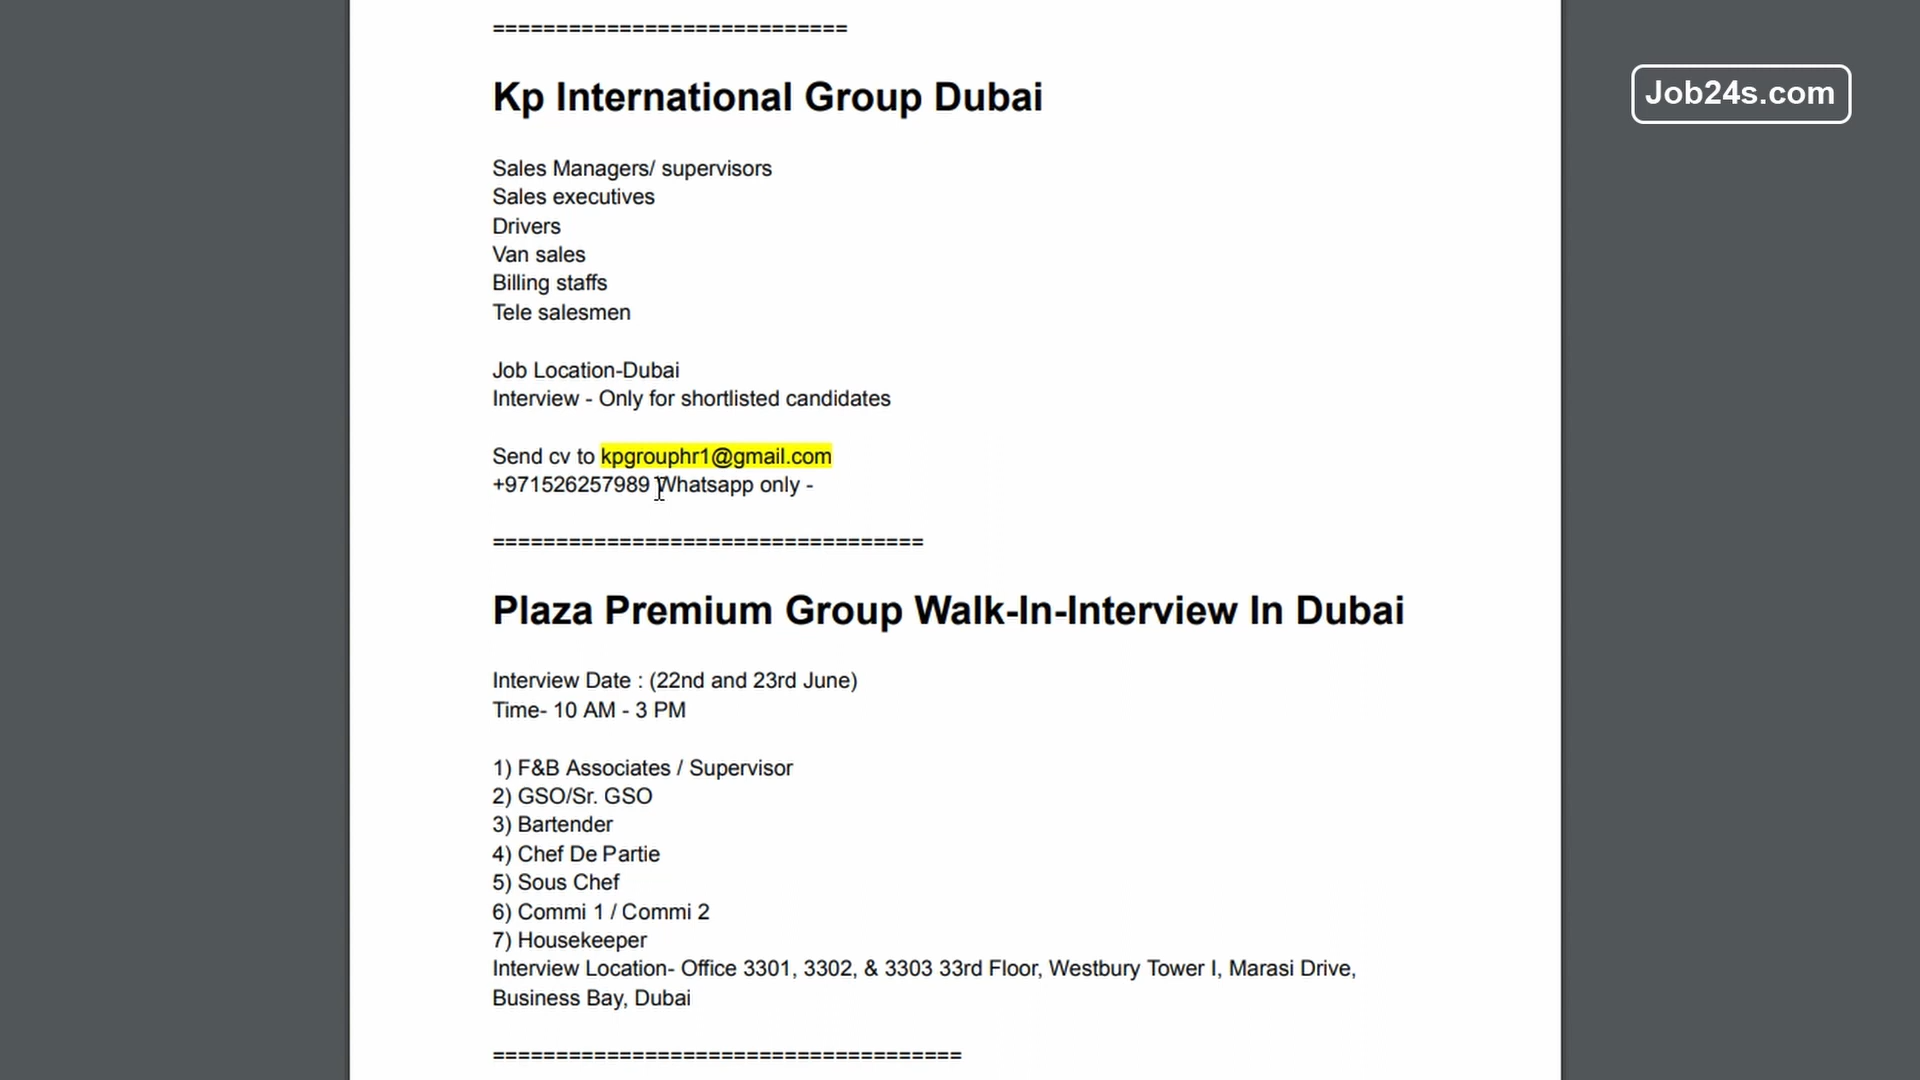 ===========================
Kp International Group Dubai
Job24s.com
Sales Managers/ supervisors
Sales executives
Drivers
Van sales
Billing staffs
Tele salesmen
Job Location-Dubai
Interview - Only for shortlisted candidates
Send cv to kpgrouphr1@gmail.com
+971526257989 Whatsapp only -
==================================
Plaza Premium Group Walk-In-Interview In Dubai
Interview Date : (22nd and 23rd June)
Time- 10 AM - 3 PM
1) F&B Associates / Supervisor
2) GSO/Sr. GSO
3) Bartender
4) Chef De Partie
5) Sous Chef
6) Commi 1 / Commi 2
7) Housekeeper
Interview Location- Office 3301, 3302, & 3303 33rd Floor, Westbury Tower I, Marasi Drive,
Business Bay, Dubai
=====================================